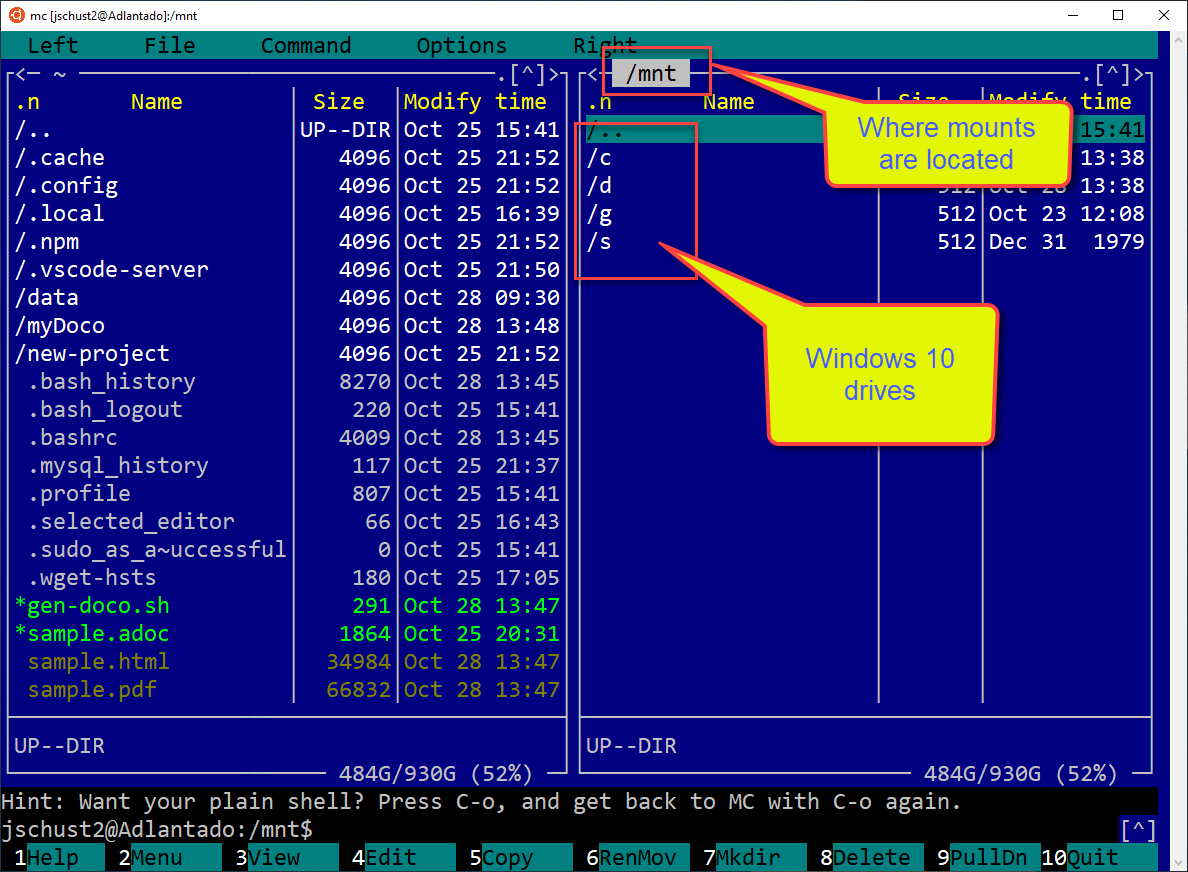 mc [jschust2@Adlantado]:/mnt
Left File Command Options Right
<─ ~ .[^]> <─ /mnt .[^]>
.n Name Size Modify time .n Name Size Modify time
/.. UP--DIR Oct 25 15:41 /.. 15:41
/.cache 4096 Oct 25 21:52 /c 13:38
/.config 4096 Oct 25 21:52 /d 512 Oct 28 13:38
/.local 4096 Oct 25 16:39 /g 512 Oct 23 12:08
/.npm 4096 Oct 25 21:52 /s 512 Dec 31 1979
/.vscode-server 4096 Oct 25 21:50
/data 4096 Oct 28 09:30
/myDoco 4096 Oct 28 13:48
/new-project 4096 Oct 25 21:52
.bash_history 8270 Oct 28 13:45
.bash_logout 220 Oct 25 15:41
.bashrc 4009 Oct 28 13:45
.mysql_history 117 Oct 25 21:37
.profile 807 Oct 25 15:41
.selected_editor 66 Oct 25 16:43
.sudo_as_a~uccessful 0 Oct 25 15:41
.wget-hsts 180 Oct 25 17:05
*gen-doco.sh 291 Oct 28 13:47
*sample.adoc 1864 Oct 25 20:31
sample.html 34984 Oct 28 13:47
sample.pdf 66832 Oct 28 13:47
Where mounts
are located
Windows 10
drives
UP--DIR UP--DIR
484G/930G (52%) 484G/930G (52%)
Hint: Want your plain shell? Press C-o, and get back to MC with C-o again.
jschust2@Adlantado:/mnt$ [^]
1Help 2Menu 3View 4Edit 5Copy 6RenMov 7Mkdir 8Delete 9PullDn 10Quit